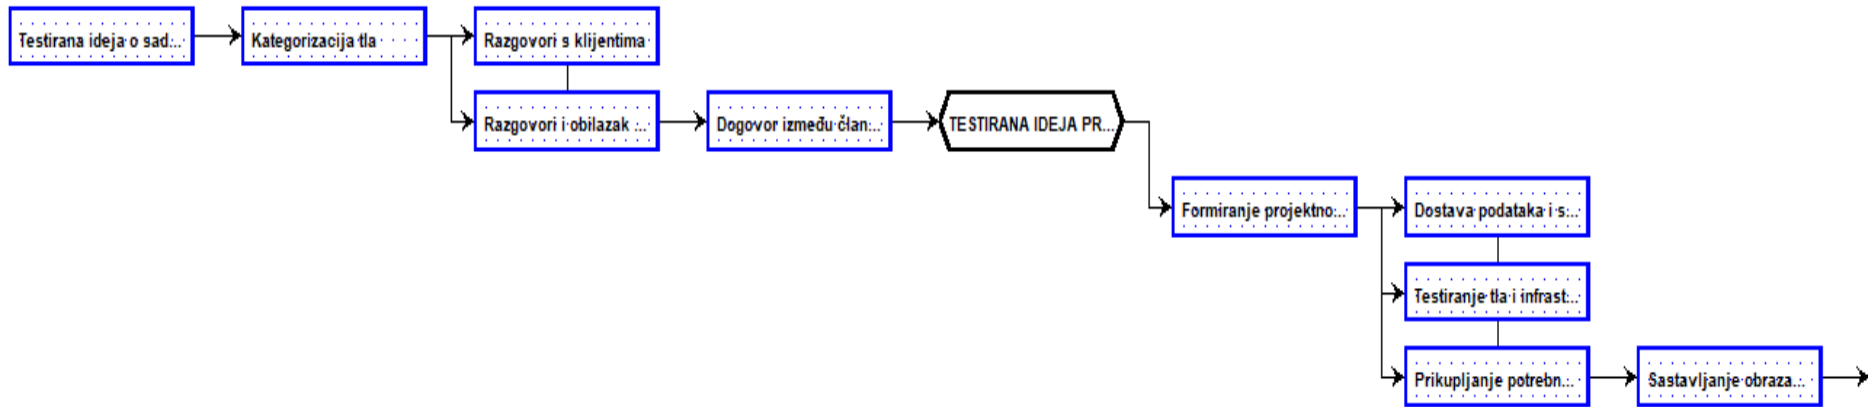 Testirana ideja o sad...
Kategorizacija tla
Razgovori s klijentima
Razgovori i obilazak ...
Dogovor između član...
TESTIRANA IDEJA PR...
Formiranje projektno...
Dostava podataka i s...
Testiranje tla i infrast...
Prikupljanje potrebn...
Sastavljanje obraza...